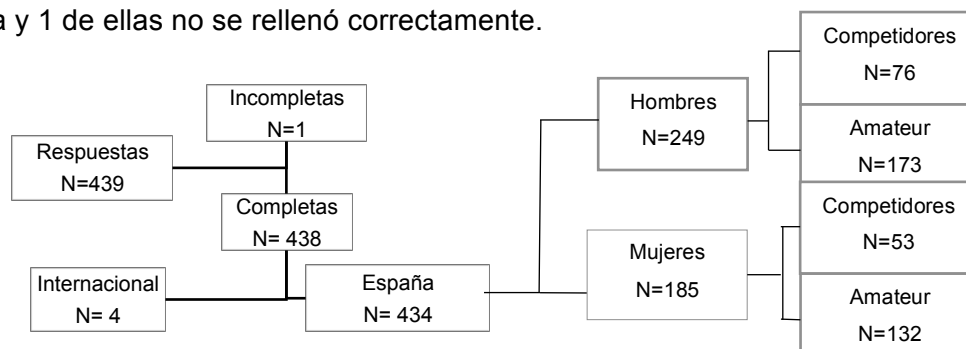 a y 1 de ellas no se rellenó correctamente.
Incompletas
N=1
Respuestas
N=439
Completas
N= 438
Internacional
N= 4
España
N= 434
Hombres
N=249
Mujeres
N=185
Competidores
N=76
Amateur
N=173
Competidores
N=53
Amateur
N=132